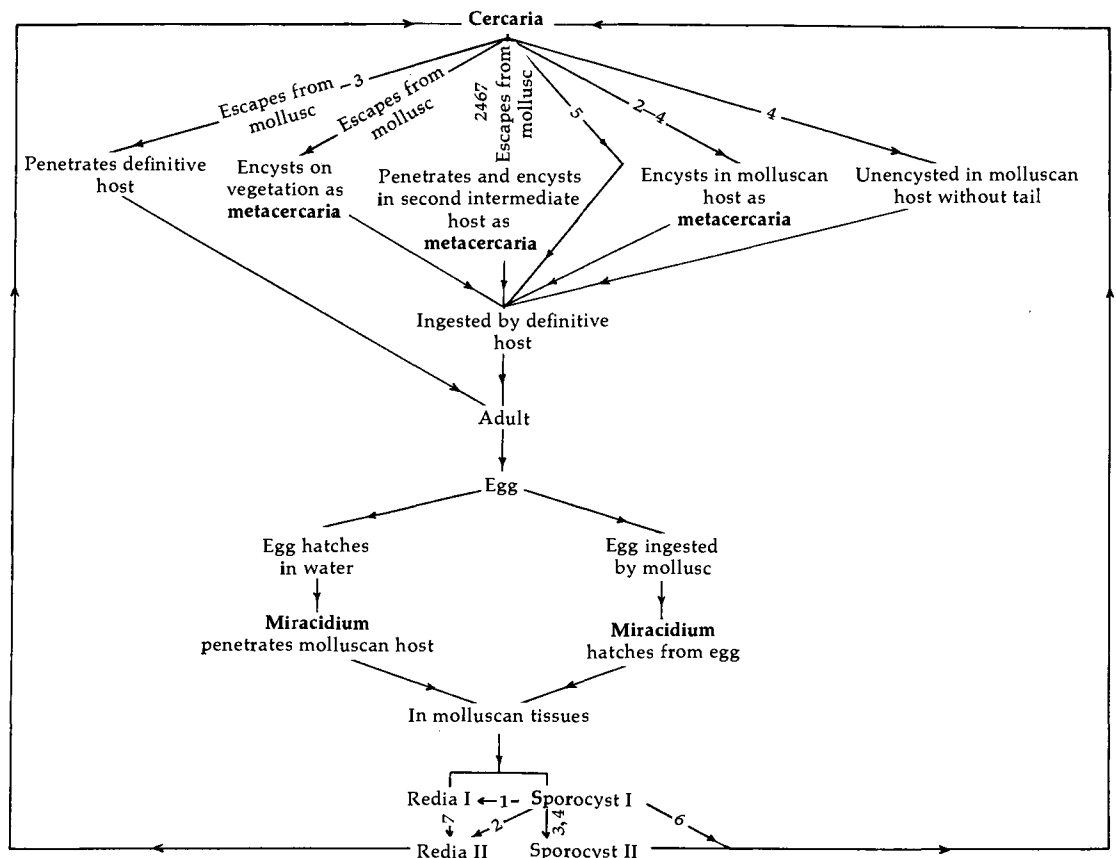 Cercaria
Escapes from –3
mollusc
Escapes from
mollusc
2467
Escapes from
mollusc
5
2–4
4
Penetrates definitive
host
Encysts on
vegetation as
metacercaria
Penetrates and encysts
in second intermediate
host as
metacercaria
Encysts in molluscan
host as
metacercaria
Unencysted in molluscan
host without tail
Ingested by definitive
host
Adult
Egg
Egg hatches
in water
Egg ingested
by mollusc
Miracidium
penetrates molluscan host
Miracidium
hatches from egg
In molluscan tissues
Redia I ←1– Sporocyst I
7
2
3,4
6
Redia II
Sporocyst II